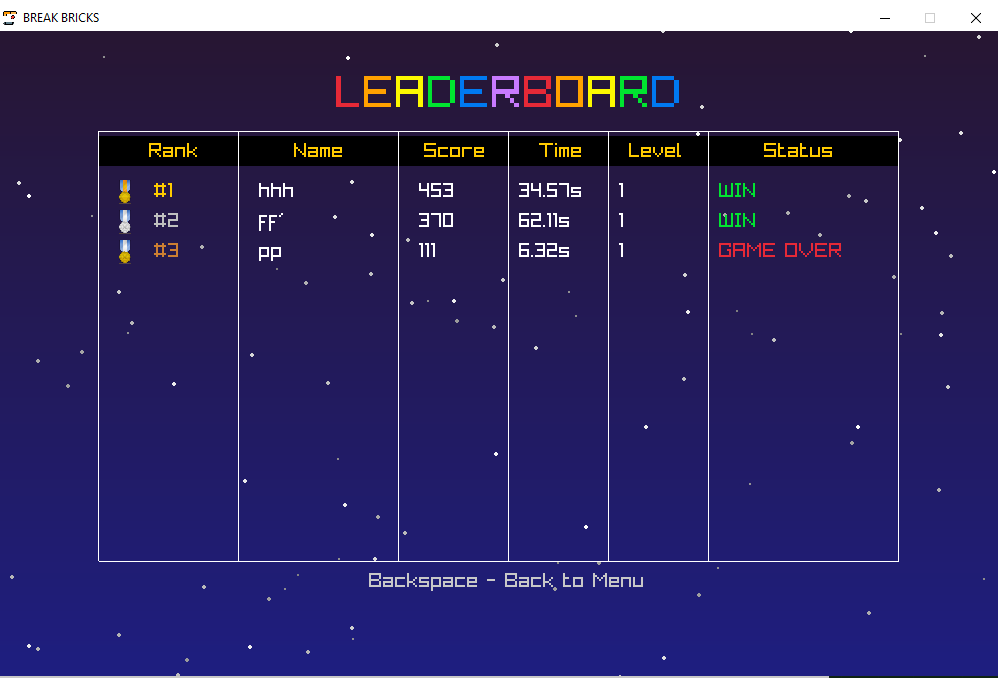 BREAK BRICKS
LEADERBOARD
Rank Name Score Time Level Status
#1 hhh 453 34.57s 1 WIN
#2 FF' 370 62.11s 1 WIN
#3 pp 111 6.32s 1 GAME OVER
Backspace - Back to Menu